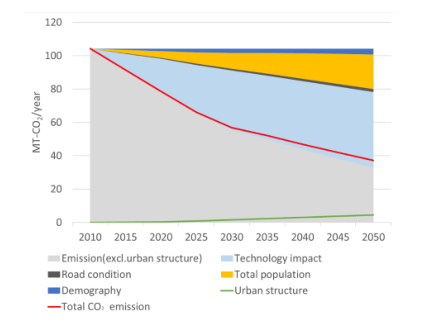 120
100
80
60
40
20
0
MT-CO₂/year
2010 2015 2020 2025 2030 2035 2040 2045 2050
Emission(excl.urban structure) Technology impact
Road condition Total population
Demography Urban structure
Total CO₂ emission